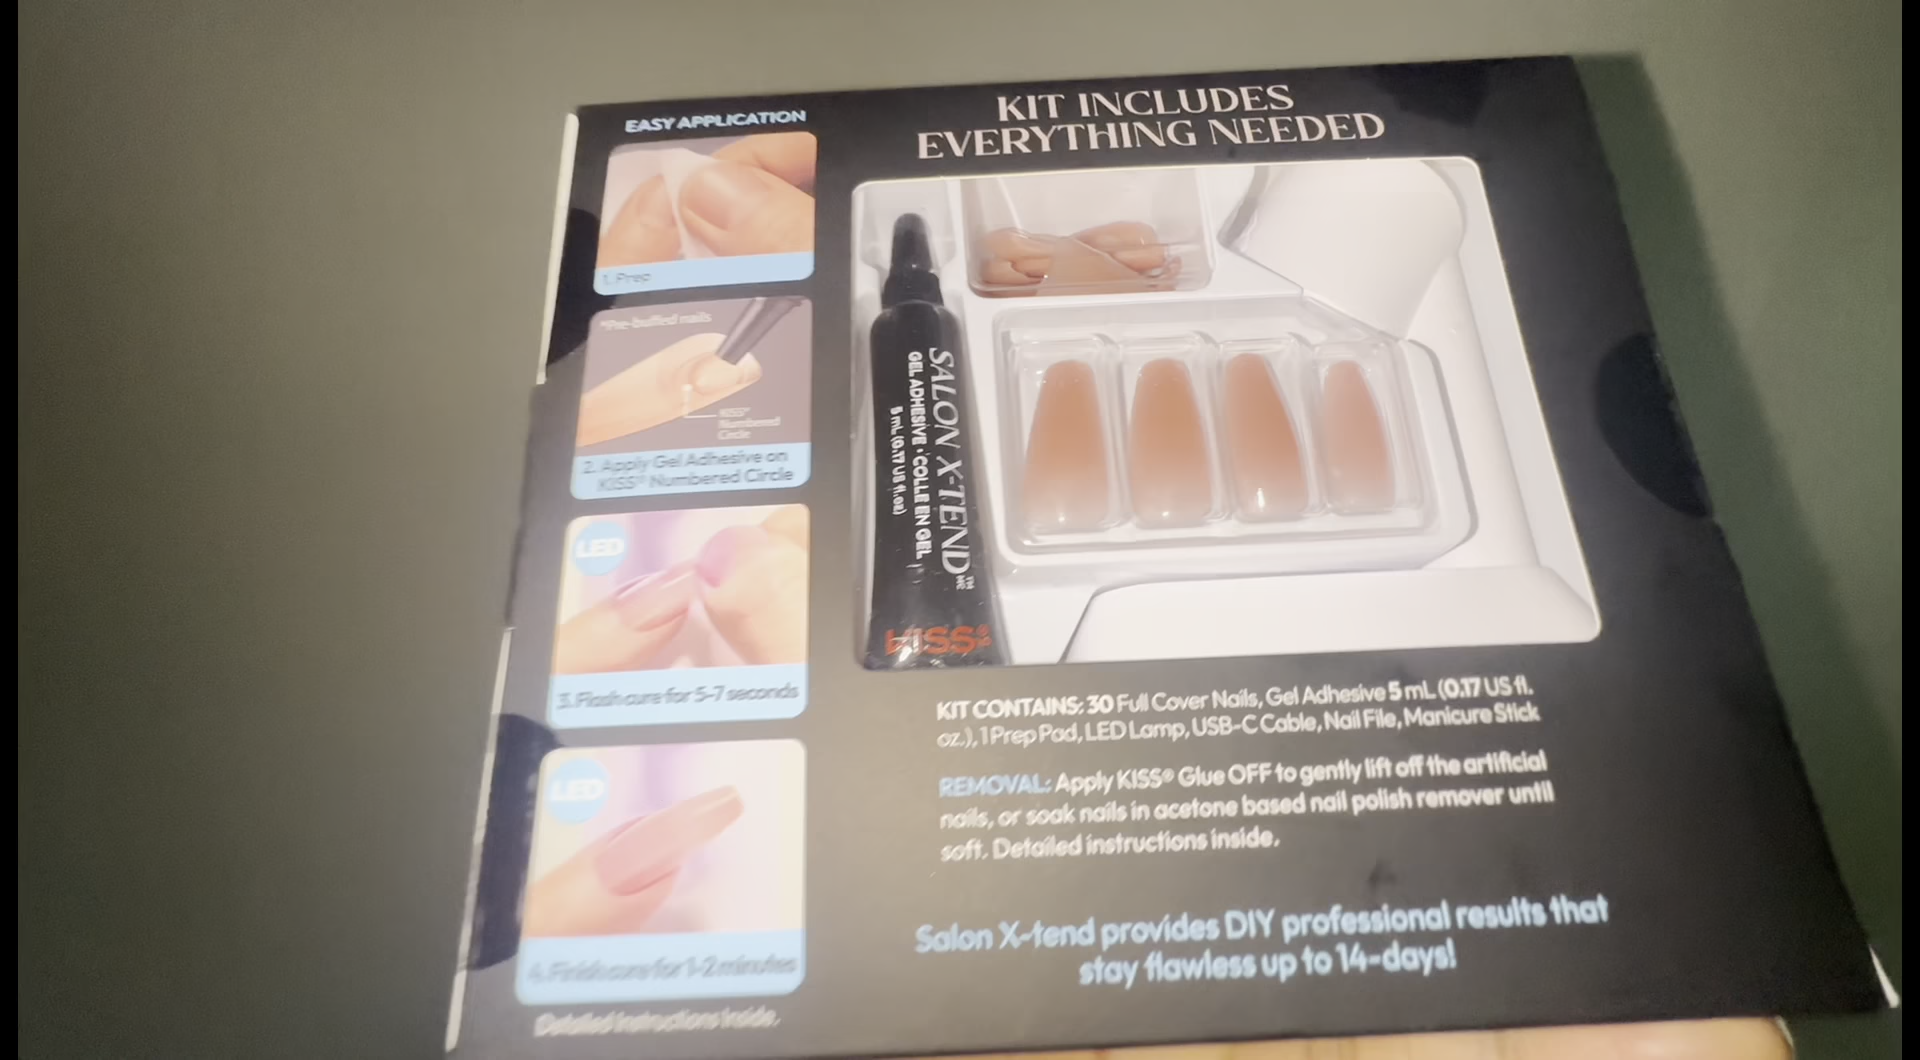 EASY APPLICATION
1. Prep
*Pre-buffed nails
KISS®
Numbered
Circle
2. Apply Gel Adhesive on
KISS® Numbered Circle
LED
3. Flash cure for 5-7 seconds
LED
4. Finish cure for 1-2 minutes
Detailed instructions inside.
KIT INCLUDES
EVERYTHING NEEDED
SALON X-TEND™
MC
GEL ADHESIVE • COLLE EN GEL
5 mL (0.17 US fl.oz)
KISS®
KIT CONTAINS: 30 Full Cover Nails, Gel Adhesive 5 mL (0.17 US fl.
oz.), 1 Prep Pad, LED Lamp, USB-C Cable, Nail File, Manicure Stick
REMOVAL: Apply KISS® Glue OFF to gently lift off the artificial
nails, or soak nails in acetone based nail polish remover until
soft. Detailed instructions inside.
Salon X-tend provides DIY professional results that
stay flawless up to 14-days!